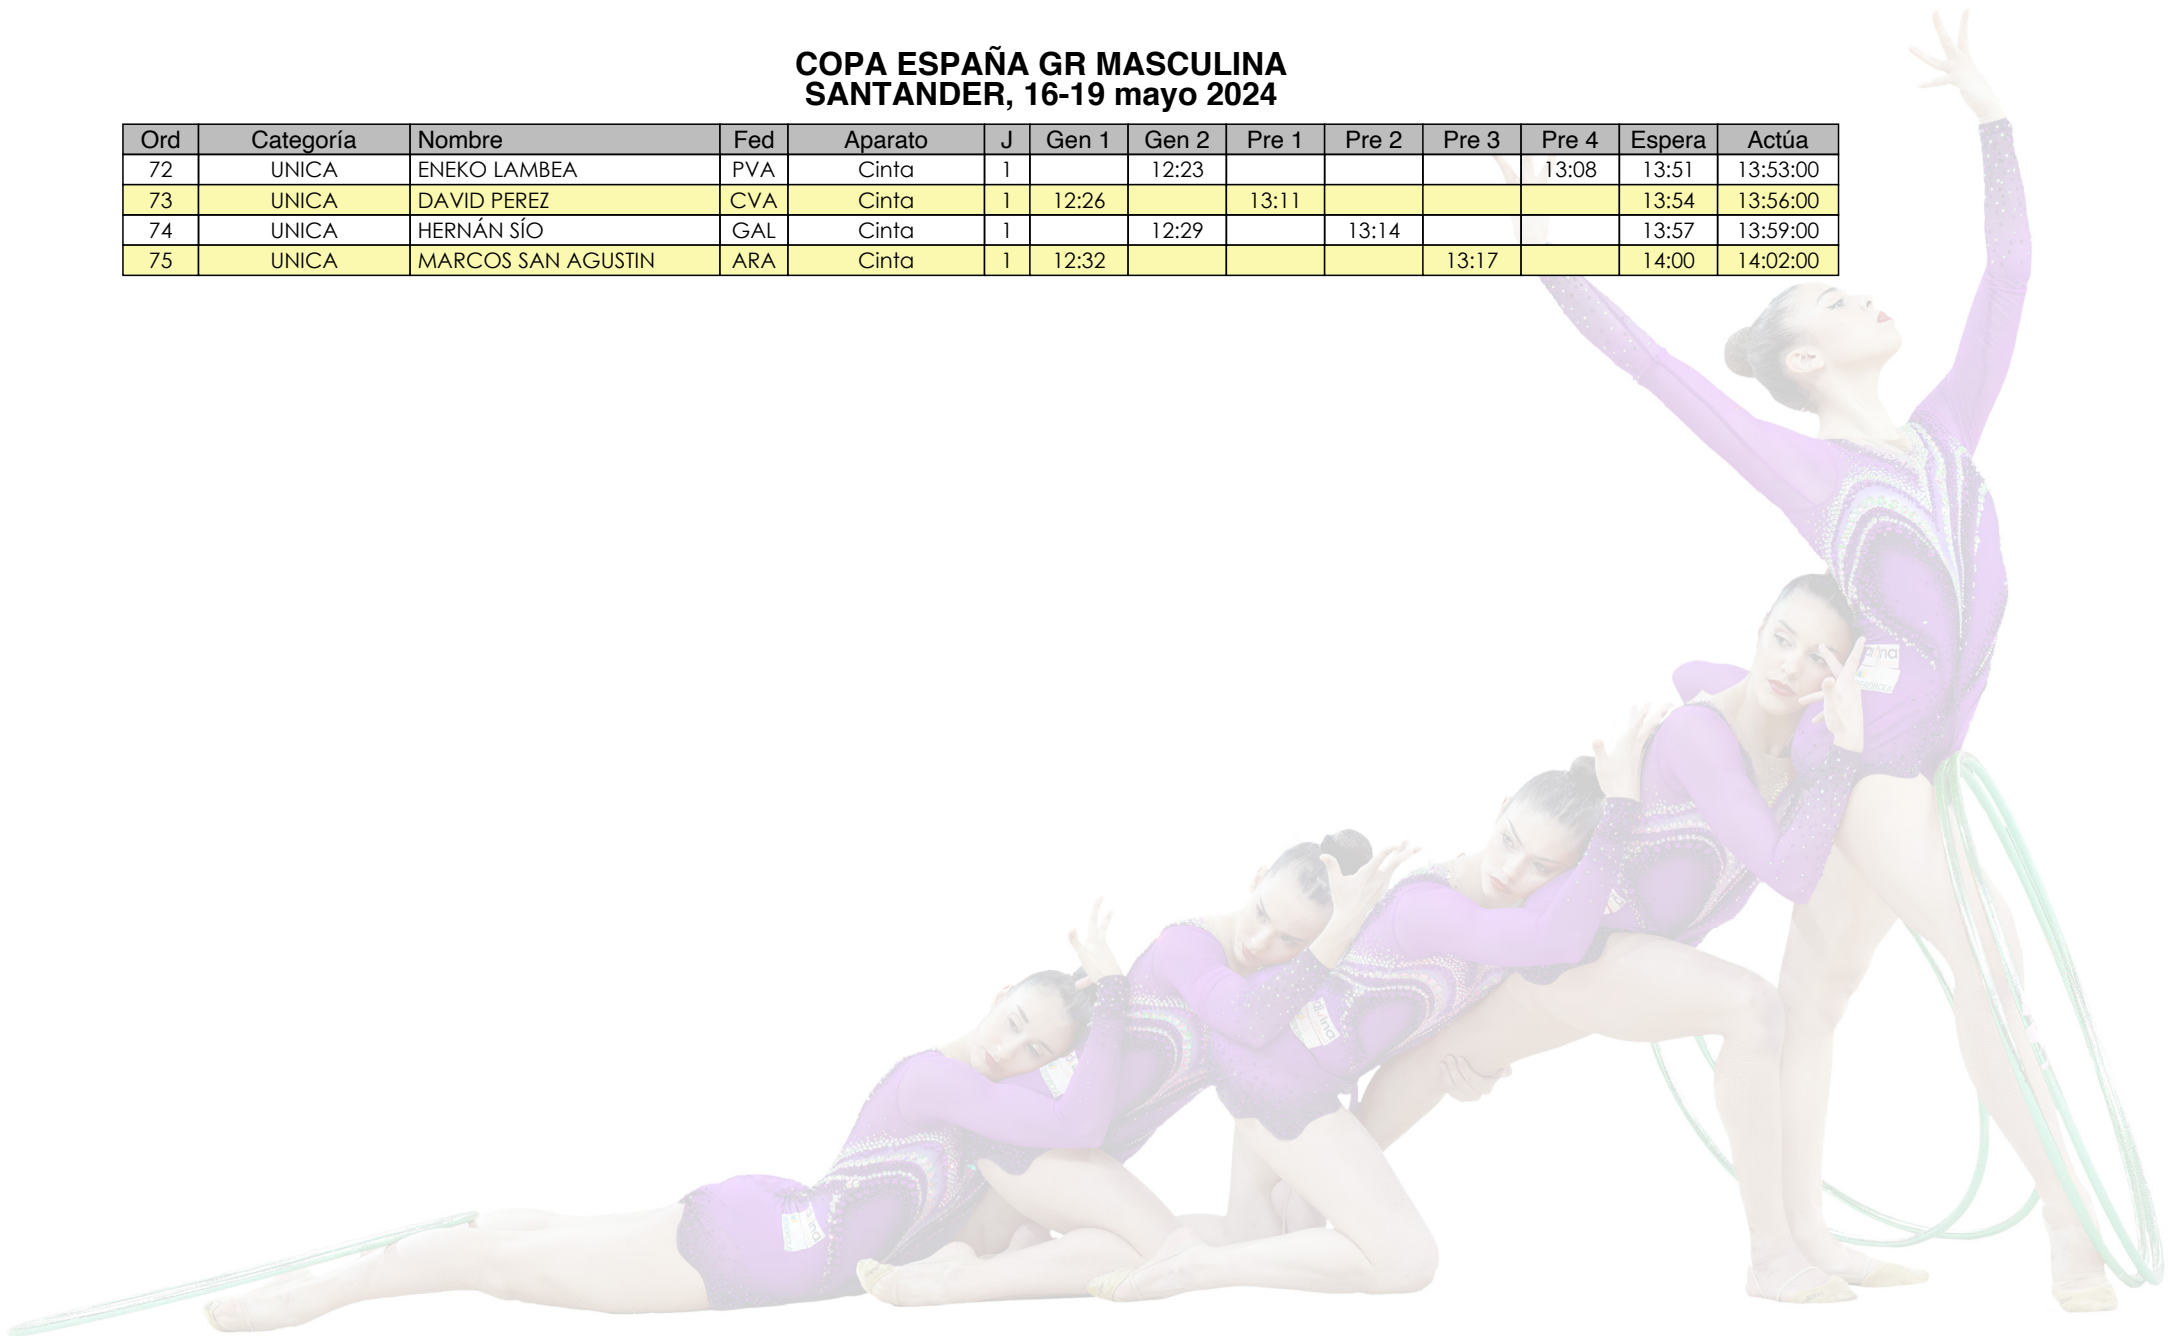 COPA ESPAÑA GR MASCULINA
SANTANDER, 16-19 mayo 2024
Ord Categoría Nombre Fed Aparato J Gen 1 Gen 2 Pre 1 Pre 2 Pre 3 Pre 4 Espera Actúa
72 UNICA ENEKO LAMBEA PVA Cinta 1 12:23 13:08 13:51 13:53:00
73 UNICA DAVID PEREZ CVA Cinta 1 12:26 13:11 13:54 13:56:00
74 UNICA HERNÁN SÍO GAL Cinta 1 12:29 13:14 13:57 13:59:00
75 UNICA MARCOS SAN AGUSTIN ARA Cinta 1 12:32 13:17 14:00 14:02:00